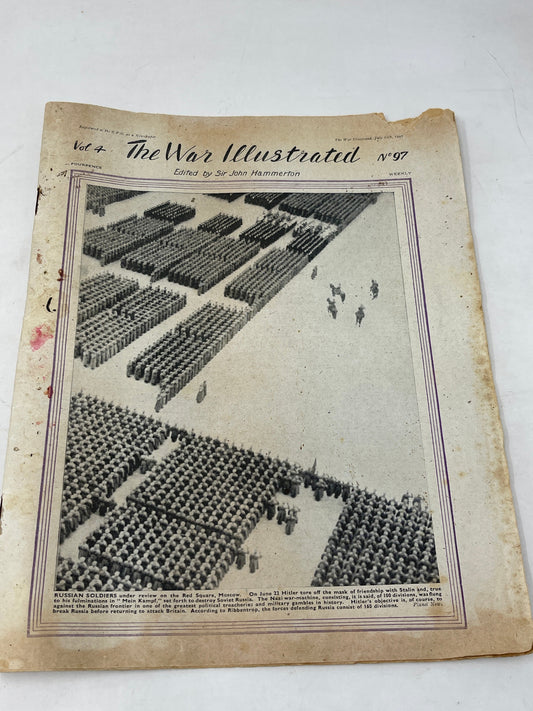 Registered at the G.P.O. as a Newspaper
The War Illustrated, July
Vol 4 The War Illustrated Nº 97
FOURPENCE Edited by Sir John Hammerton WEEKLY
RUSSIAN SOLDIERS under review on the Red Square, Moscow. On June 22 Hitler tore off the mask of friendship with Stalin and, true
to his fulminations in "Mein Kampf," set forth to destroy Soviet Russia. The Nazi war-machine, consisting, it is said, of 100 divisions, was flung
against the Russian frontier in one of the greatest political treacheries and military gambles in history. Hitler's objective is, of course, to
break Russia before returning to attack Britain. According to Ribbentrop, the forces defending Russia consist of 165 divisions. Planet News